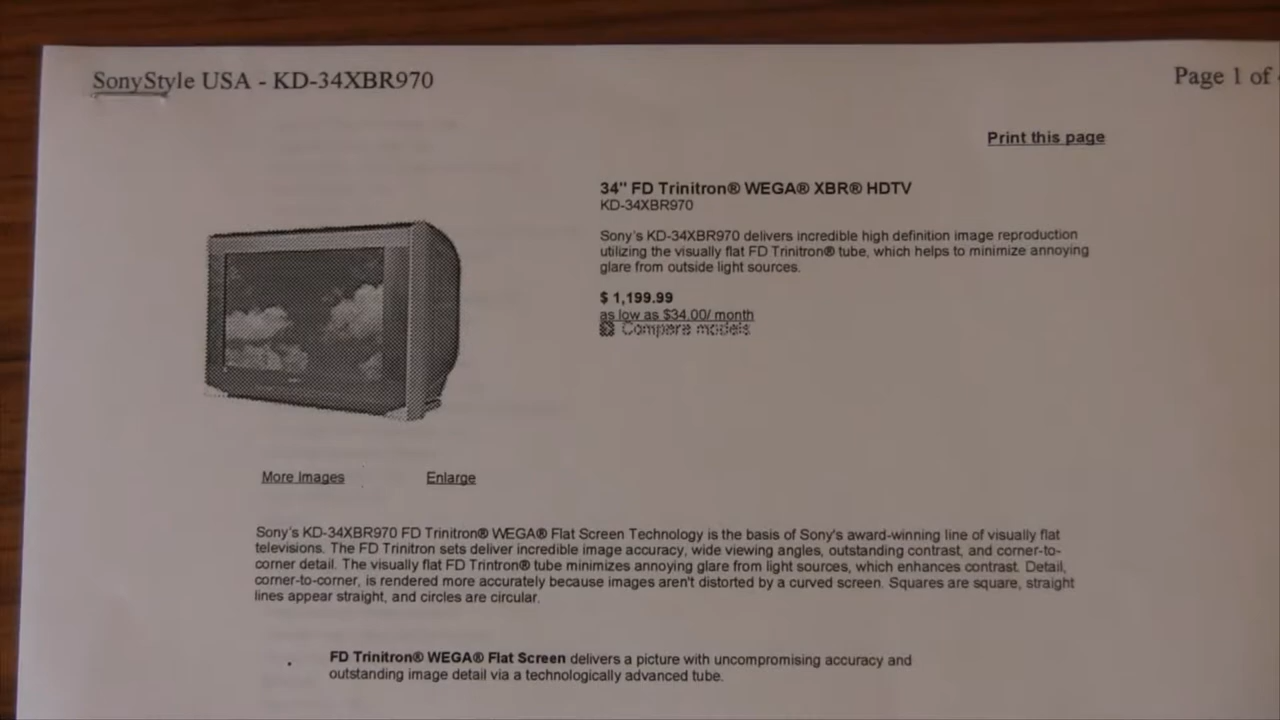 SonyStyle USA - KD-34XBR970
Page 1 of
Print this page
34" FD Trinitron® WEGA® XBR® HDTV
KD-34XBR970
Sony's KD-34XBR970 delivers incredible high definition image reproduction
utilizing the visually flat FD Trinitron® tube, which helps to minimize annoying
glare from outside light sources.
$ 1,199.99
as low as $34.00/ month
Compare models
More Images
Enlarge
Sony's KD-34XBR970 FD Trinitron® WEGA® Flat Screen Technology is the basis of Sony's award-winning line of visually flat
televisions. The FD Trinitron sets deliver incredible image accuracy, wide viewing angles, outstanding contrast, and corner-to-
corner detail. The visually flat FD Trintron® tube minimizes annoying glare from light sources, which enhances contrast. Detail,
corner-to-corner, is rendered more accurately because images aren't distorted by a curved screen. Squares are square, straight
lines appear straight, and circles are circular.
FD Trinitron® WEGA® Flat Screen delivers a picture with uncompromising accuracy and
outstanding image detail via a technologically advanced tube.